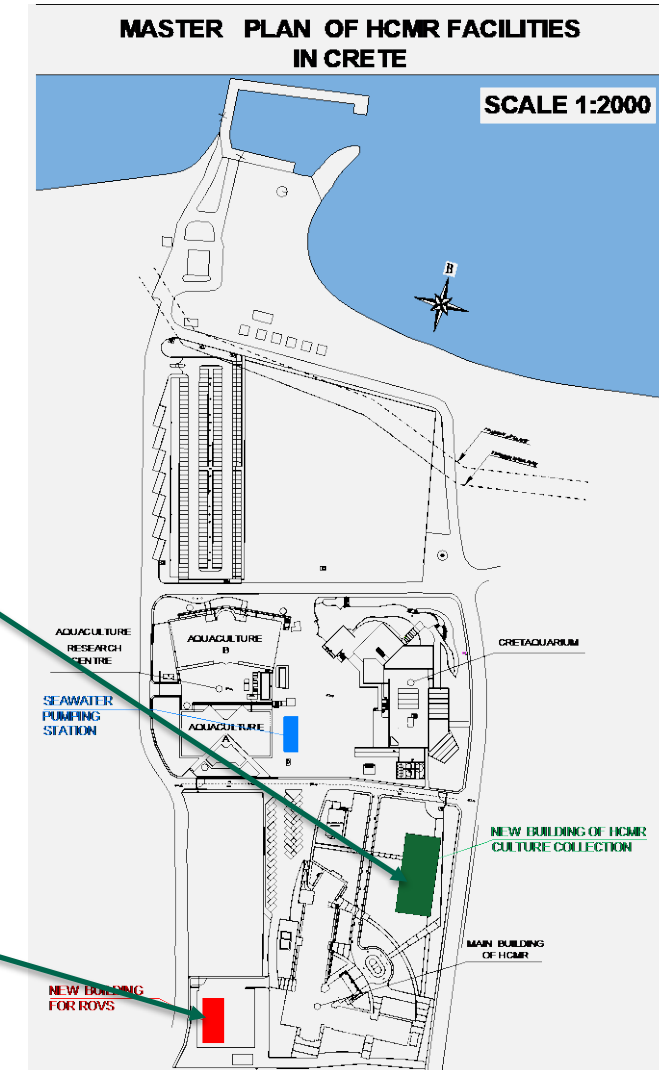 MASTER PLAN OF HCMR FACILITIES
IN CRETE
SCALE 1:2000
B
AQUACULTURE
RESEARCH
CENTRE
AQUACULTURE
B
CRETAQUARIUM
SEAWATER
PUMPING
STATION
AQUACULTURE
A
NEW BUILDING OF HCMR
CULTURE COLLECTION
MAIN BUILDING
OF HCMR
NEW BUILDING
FOR ROVS